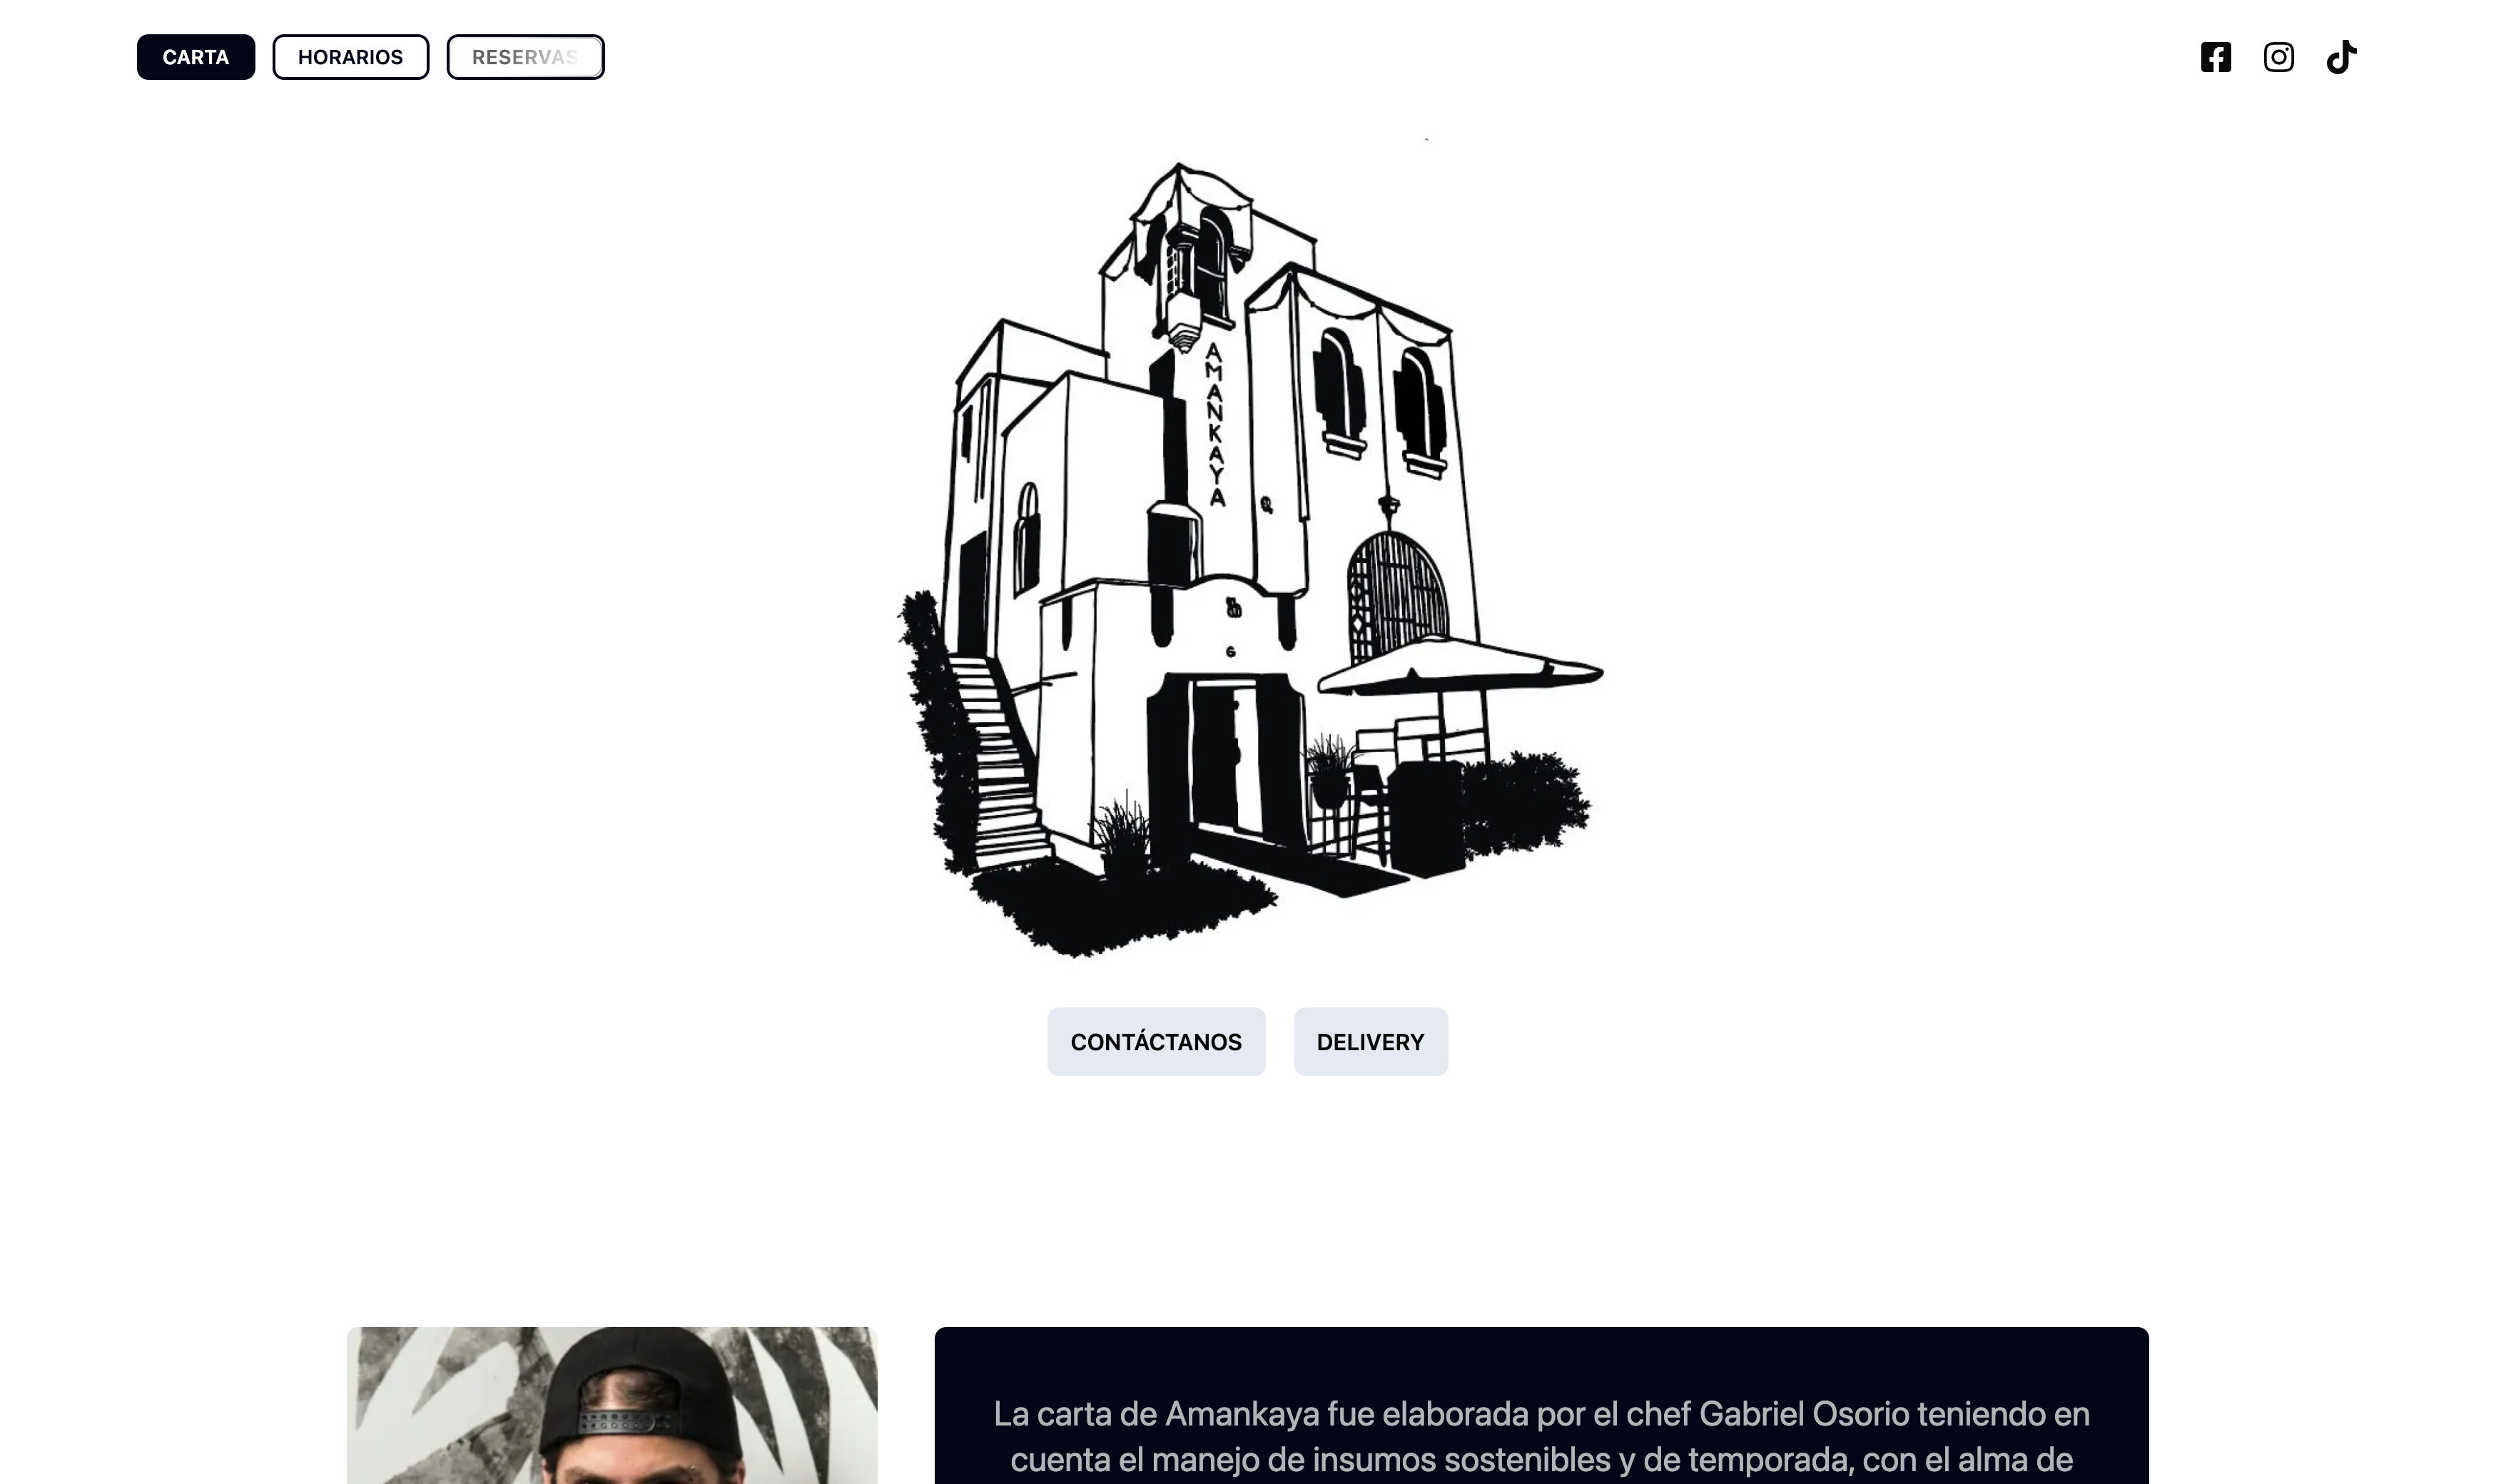 CARTA
HORARIOS
RESERVAS
AMANKAYA
CONTÁCTANOS
DELIVERY
La carta de Amankaya fue elaborada por el chef Gabriel Osorio teniendo en
cuenta el manejo de insumos sostenibles y de temporada, con el alma de